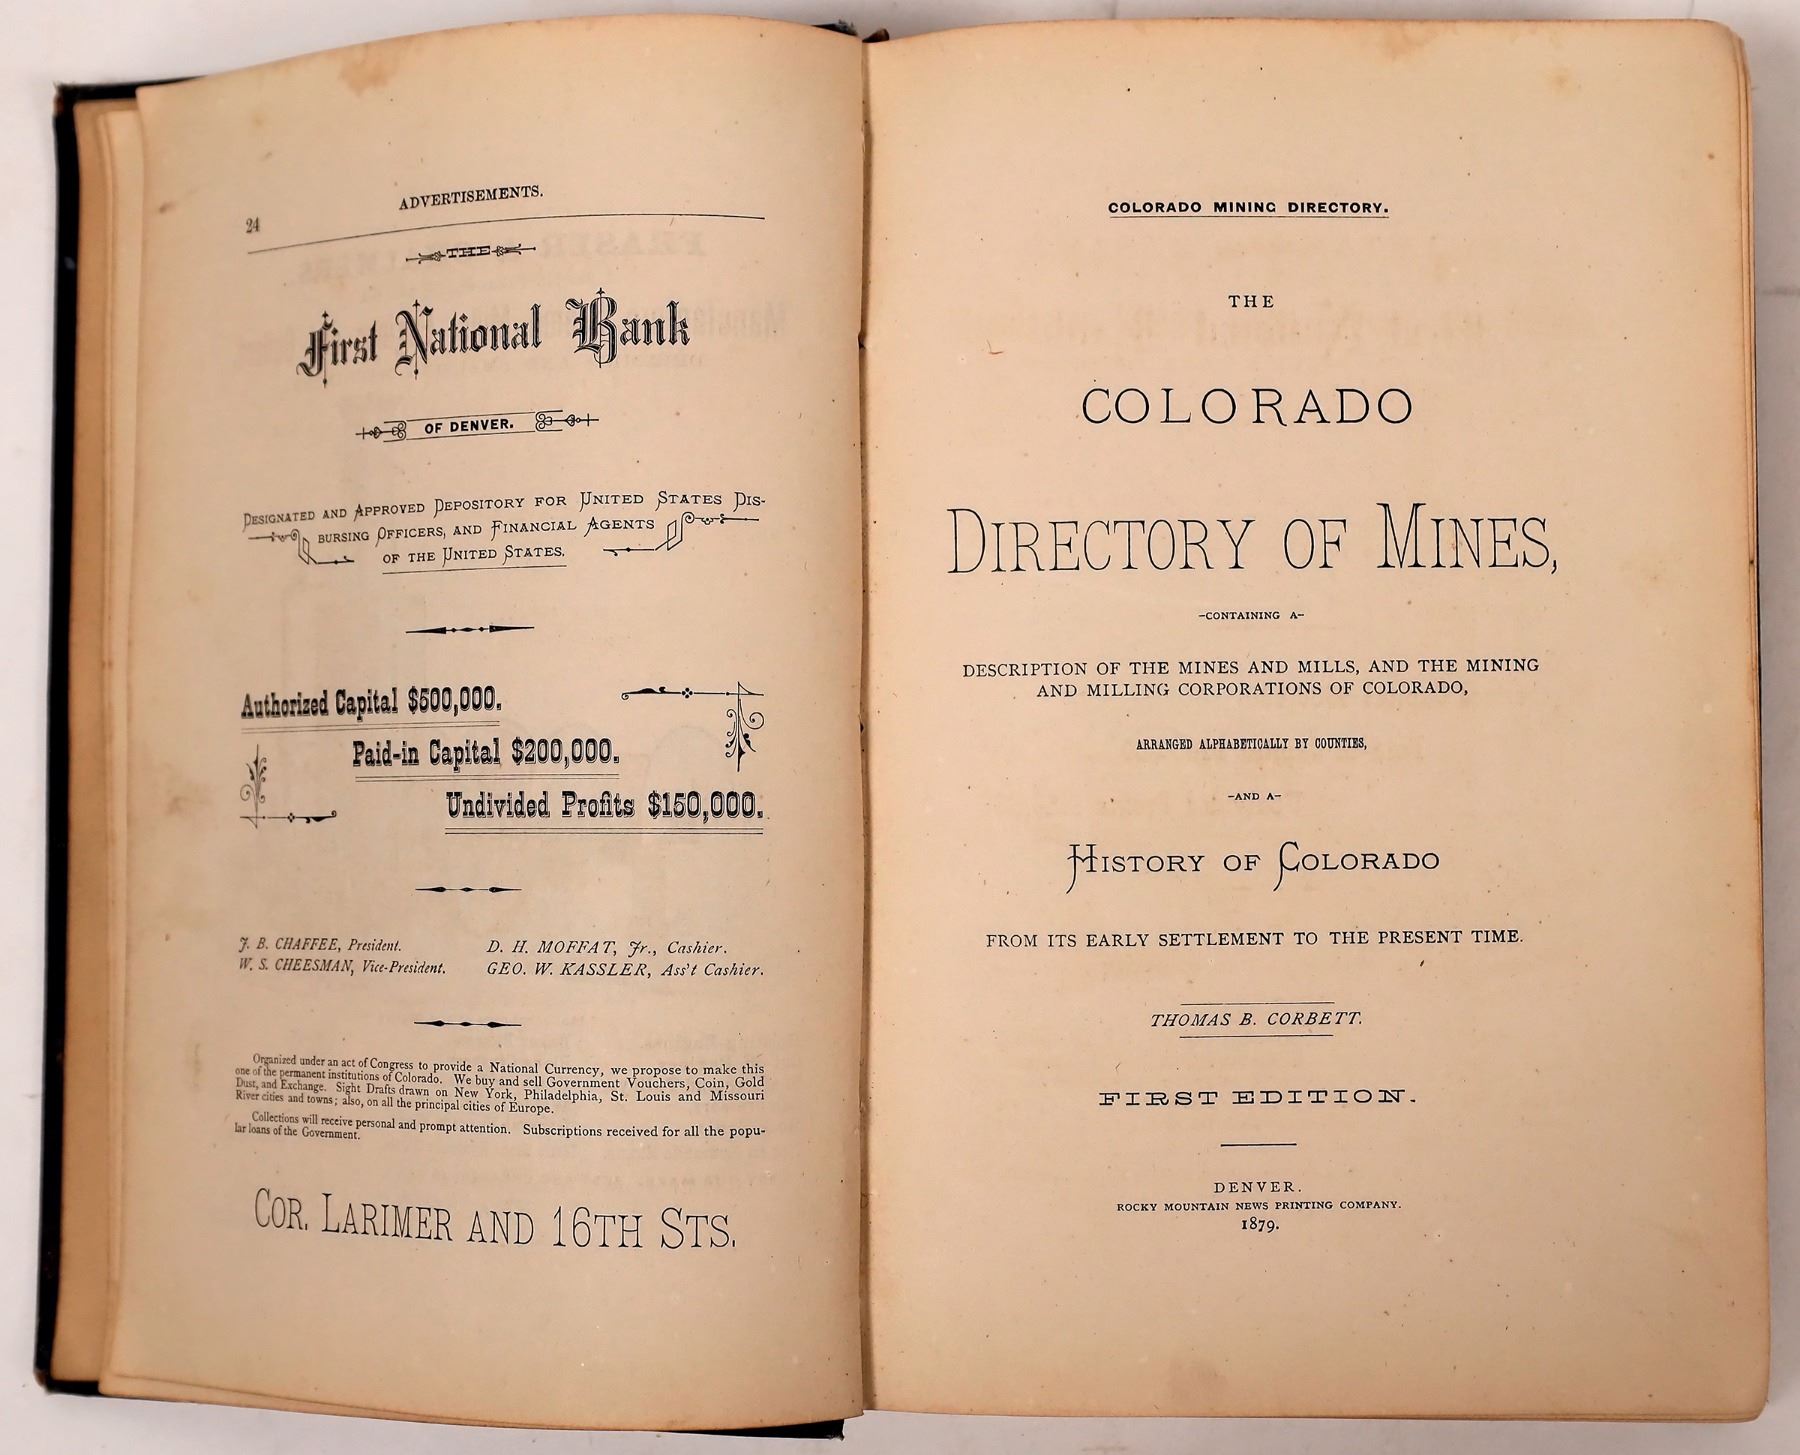 24
ADVERTISEMENTS.
THE
First National Bank
OF DENVER.
DESIGNATED AND APPROVED DEPOSITORY FOR UNITED STATES DIS-
BURSING OFFICERS, AND FINANCIAL AGENTS
OF THE UNITED STATES.
Authorized Capital $500,000.
Paid-in Capital $200,000.
Undivided Profits $150,000.
J. B. CHAFFEE, President.
D. H. MOFFAT, Jr., Cashier.
W. S. CHEESMAN, Vice-President.
GEO. W. KASSLER, Ass't Cashier.
Organized under an act of Congress to provide a National Currency, we propose to make this
one of the permanent institutions of Colorado. We buy and sell Government Vouchers, Coin, Gold
Dust, and Exchange. Sight Drafts drawn on New York, Philadelphia, St. Louis and Missouri
River cities and towns; also, on all the principal cities of Europe.
Collections will receive personal and prompt attention. Subscriptions received for all the popu-
lar loans of the Government.
COR. LARIMER AND 16TH STS.
COLORADO MINING DIRECTORY.
THE
COLORADO
DIRECTORY OF MINES,
-CONTAINING A-
DESCRIPTION OF THE MINES AND MILLS, AND THE MINING
AND MILLING CORPORATIONS OF COLORADO,
ARRANGED ALPHABETICALLY BY COUNTIES,
-AND A-
HISTORY OF COLORADO
FROM ITS EARLY SETTLEMENT TO THE PRESENT TIME.
THOMAS B. CORBETT.
FIRST EDITION.
DENVER.
ROCKY MOUNTAIN NEWS PRINTING COMPANY.
1879.